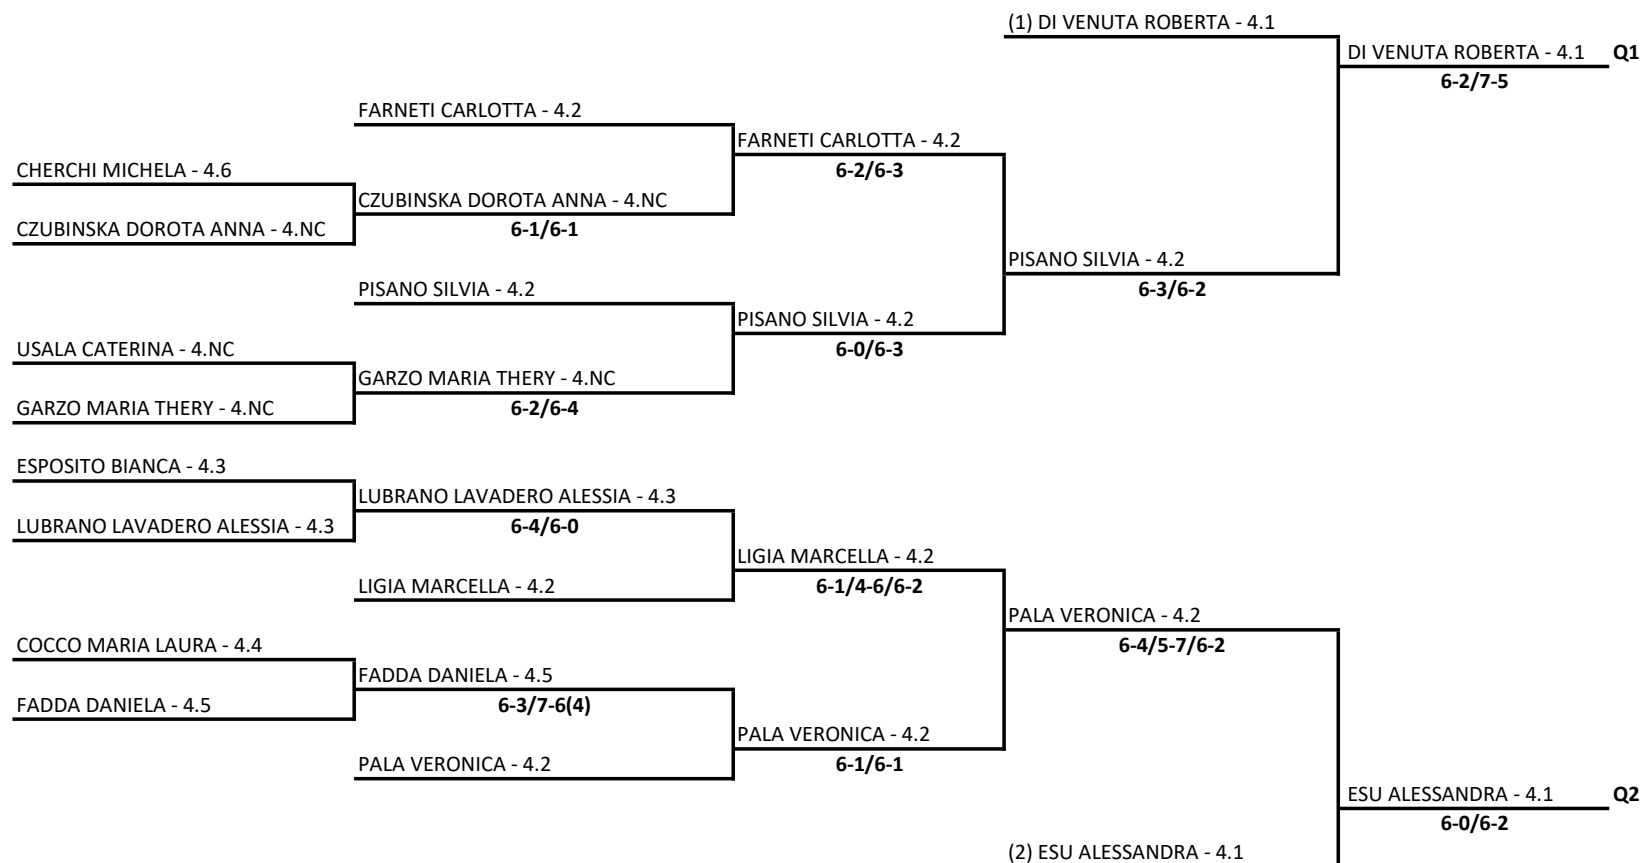 (1) DI VENUTA ROBERTA - 4.1
DI VENUTA ROBERTA - 4.1 Q1
6-2/7-5
FARNETI CARLOTTA - 4.2
FARNETI CARLOTTA - 4.2
6-2/6-3
CHERCHI MICHELA - 4.6
CZUBINSKA DOROTA ANNA - 4.NC
CZUBINSKA DOROTA ANNA - 4.NC
6-1/6-1
PISANO SILVIA - 4.2
6-3/6-2
PISANO SILVIA - 4.2
PISANO SILVIA - 4.2
6-0/6-3
USALA CATERINA - 4.NC
GARZO MARIA THERY - 4.NC
GARZO MARIA THERY - 4.NC
6-2/6-4
ESPOSITO BIANCA - 4.3
LUBRANO LAVADERO ALESSIA - 4.3
LUBRANO LAVADERO ALESSIA - 4.3
6-4/6-0
LIGIA MARCELLA - 4.2
6-1/4-6/6-2
LIGIA MARCELLA - 4.2
PALA VERONICA - 4.2
6-4/5-7/6-2
COCCO MARIA LAURA - 4.4
FADDA DANIELA - 4.5
FADDA DANIELA - 4.5
6-3/7-6(4)
PALA VERONICA - 4.2
6-1/6-1
PALA VERONICA - 4.2
ESU ALESSANDRA - 4.1 Q2
6-0/6-2
(2) ESU ALESSANDRA - 4.1